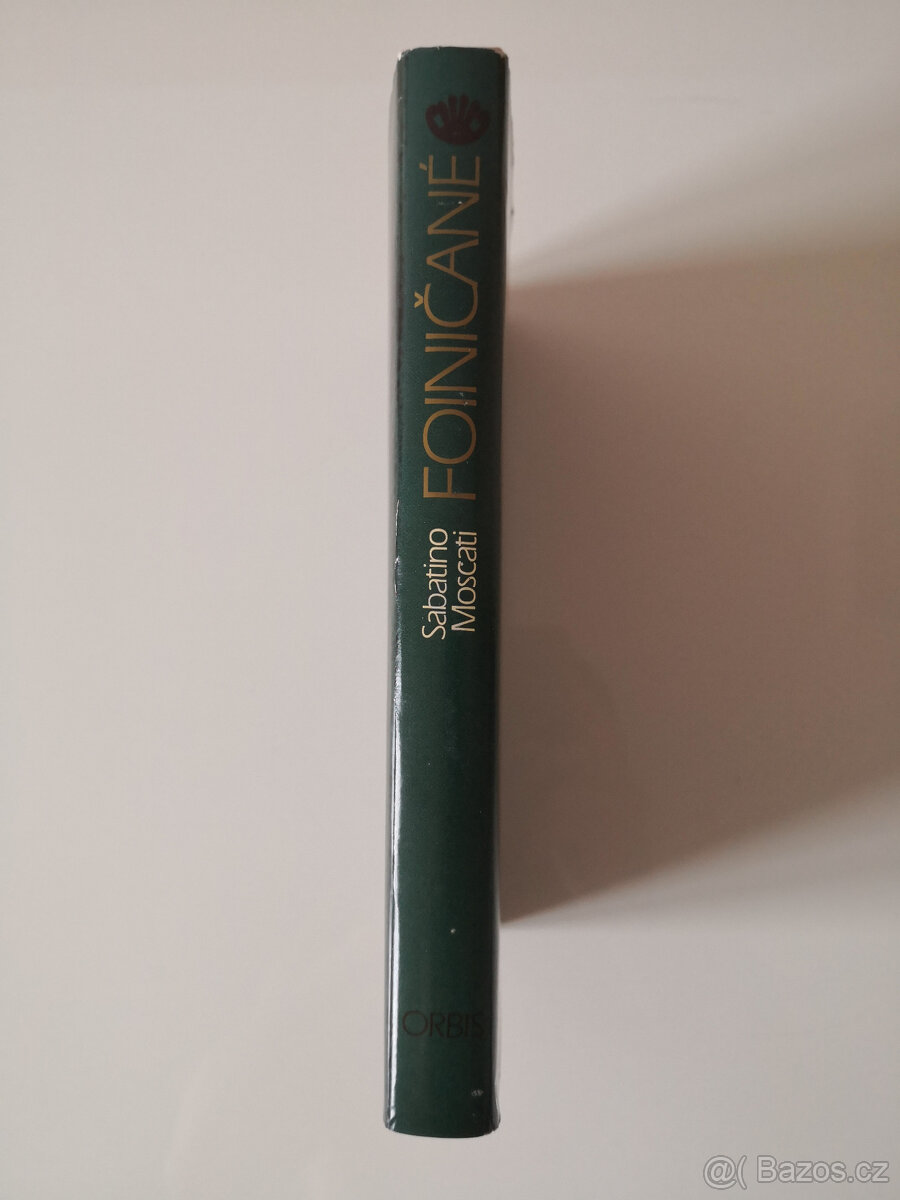 Sabatino
Moscati
FOINIČANÉ
ORBIS
@( Bazos.cz